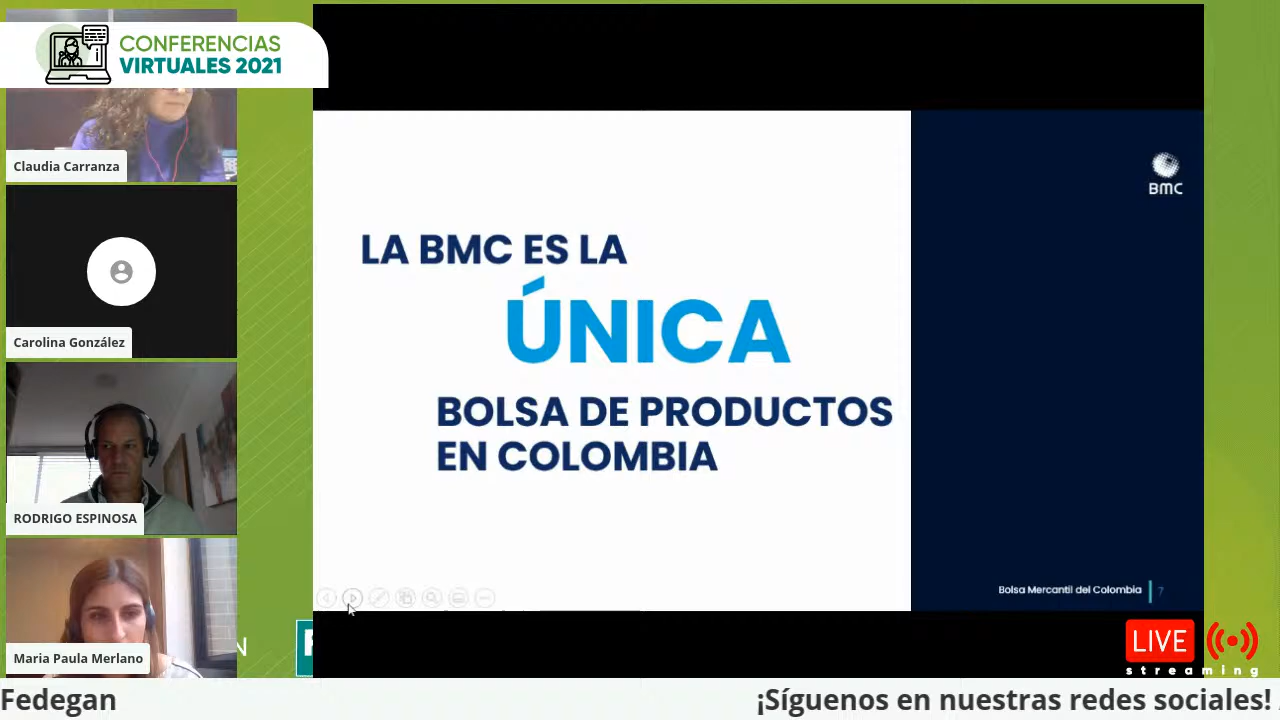 CONFERENCIAS
VIRTUALES 2021
Claudia Carranza
Carolina González
RODRIGO ESPINOSA
Maria Paula Merlano
BMC
LA BMC ES LA
ÚNICA
BOLSA DE PRODUCTOS
EN COLOMBIA
Bolsa Mercantil del Colombia
7
LIVE
streaming
Fedegan
¡Síguenos en nuestras redes sociales!